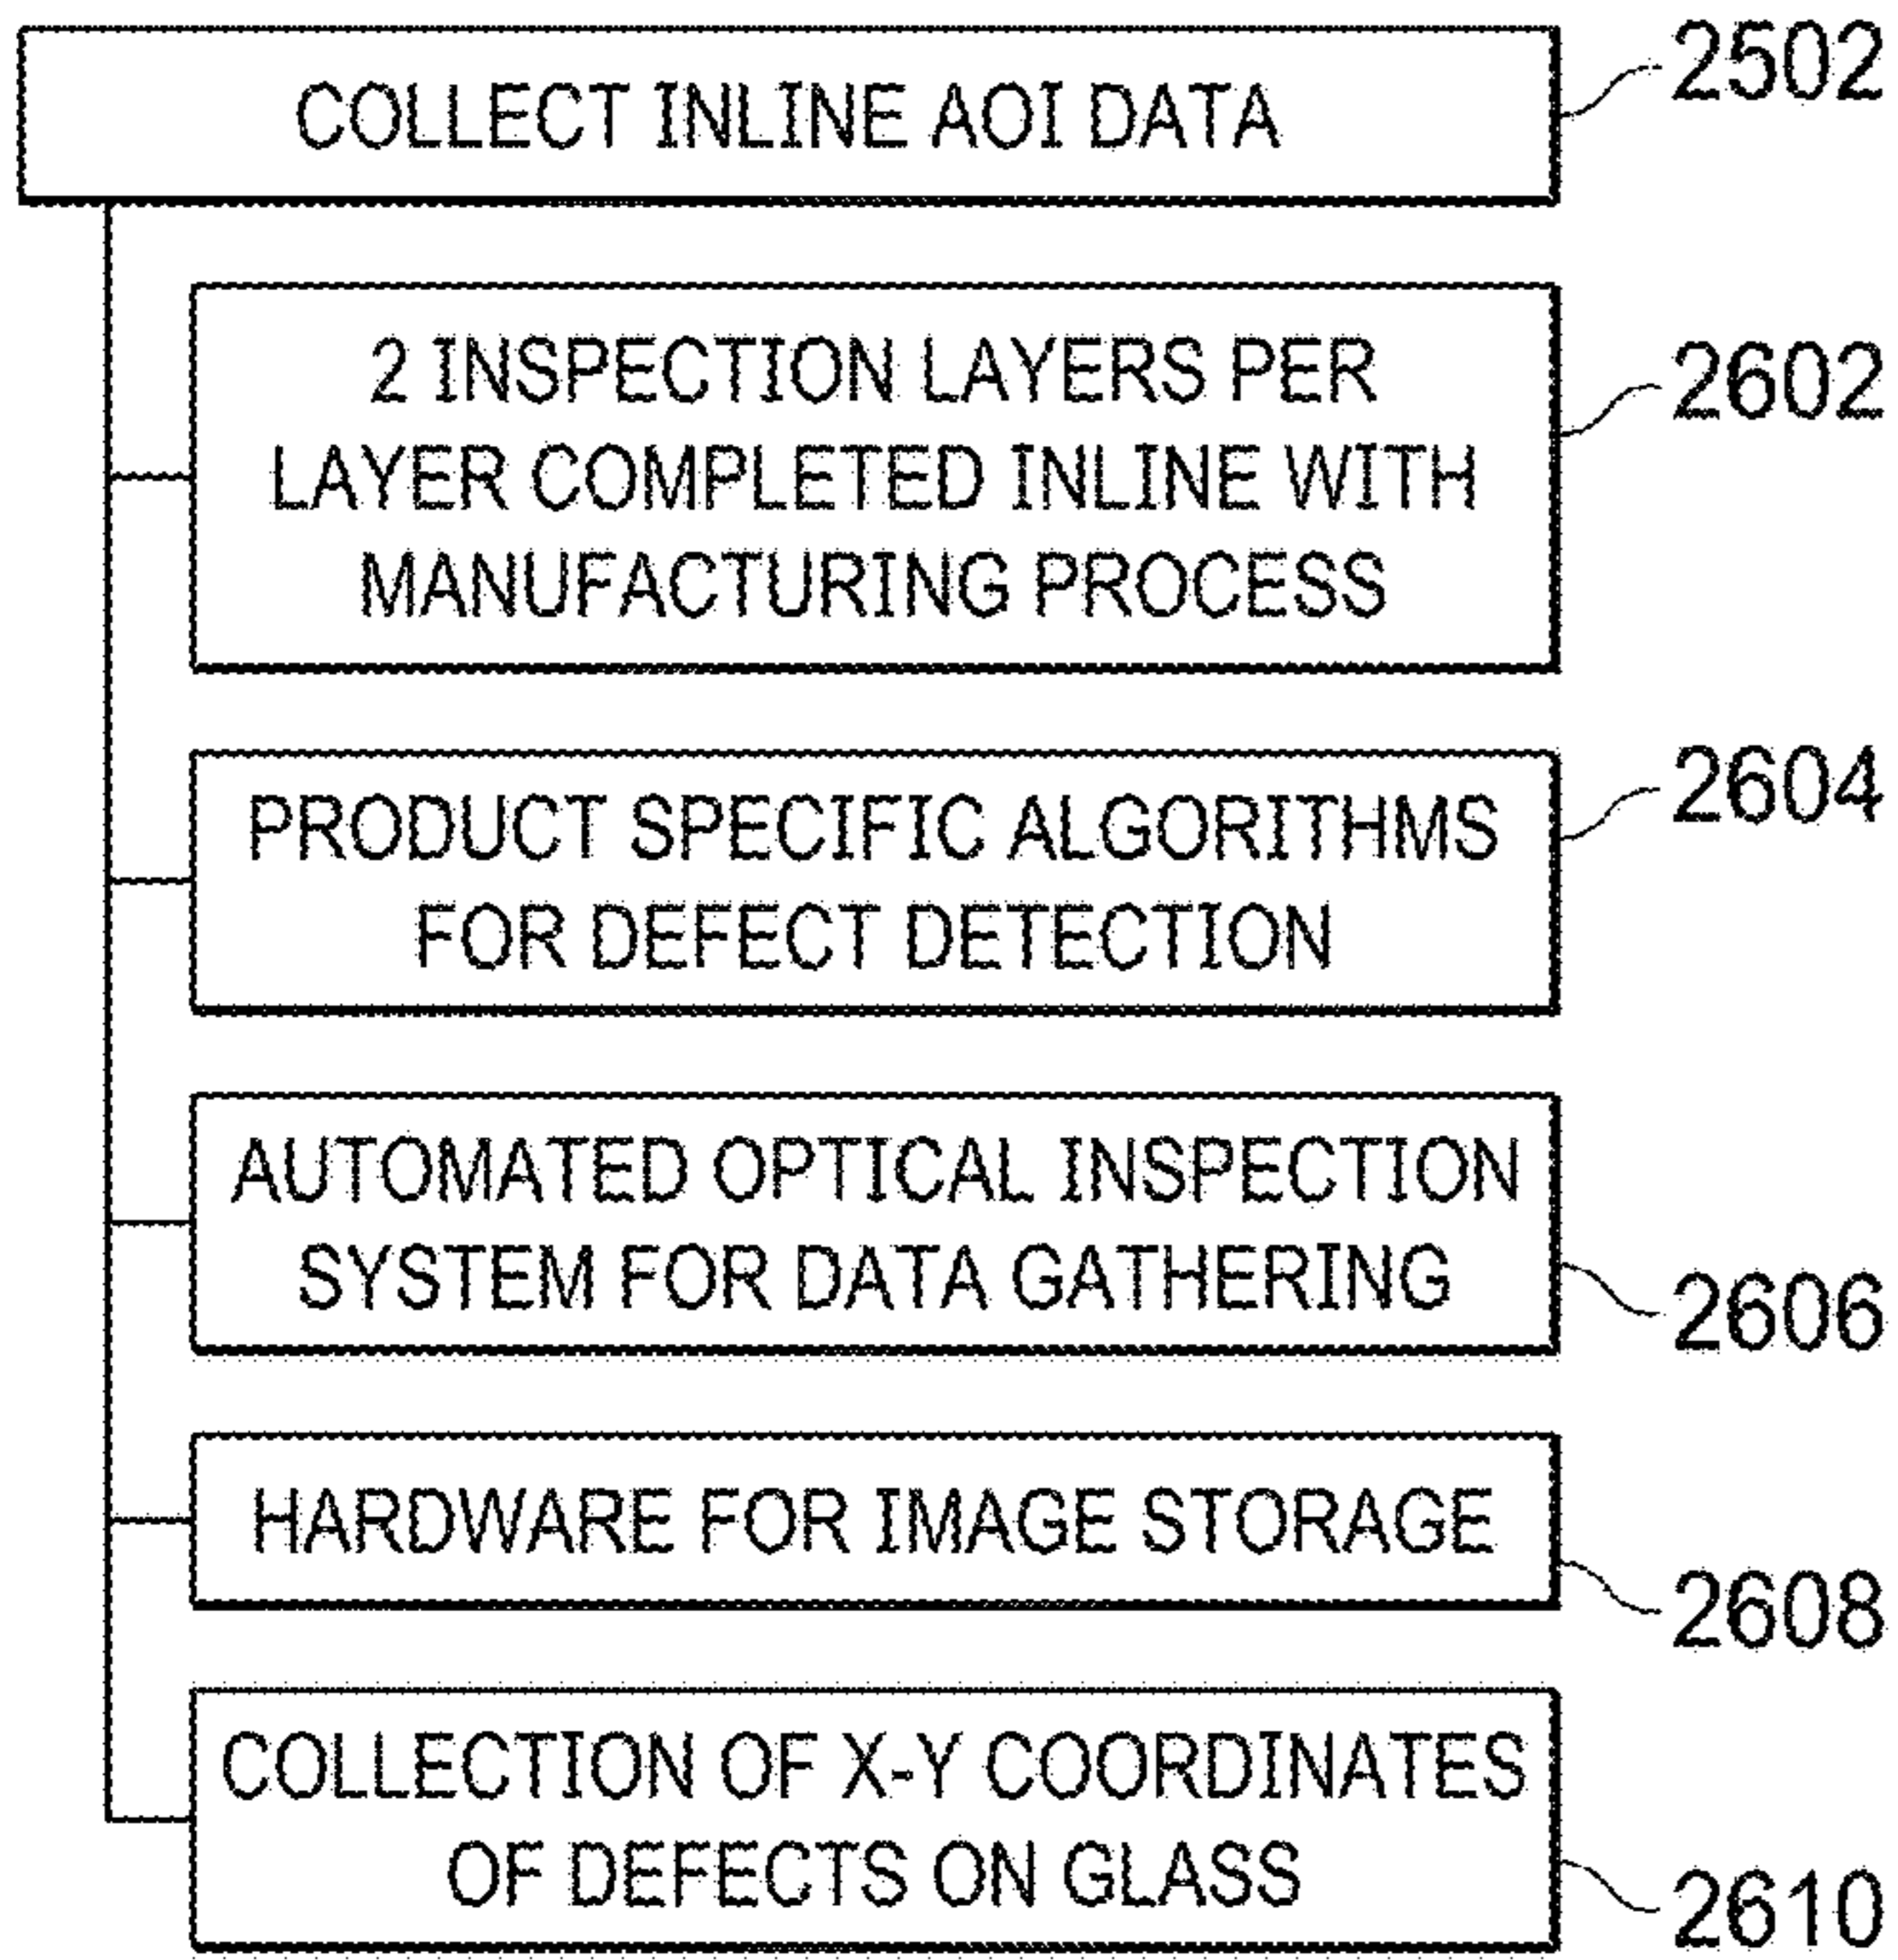 COLLECT INLINE AOI DATA
2502
2 INSPECTION LAYERS PER
LAYER COMPLETED INLINE WITH
MANUFACTURING PROCESS
2602
PRODUCT SPECIFIC ALGORITHMS
FOR DEFECT DETECTION
2604
AUTOMATED OPTICAL INSPECTION
SYSTEM FOR DATA GATHERING
2606
HARDWARE FOR IMAGE STORAGE
2608
COLLECTION OF X-Y COORDINATES
OF DEFECTS ON GLASS
2610